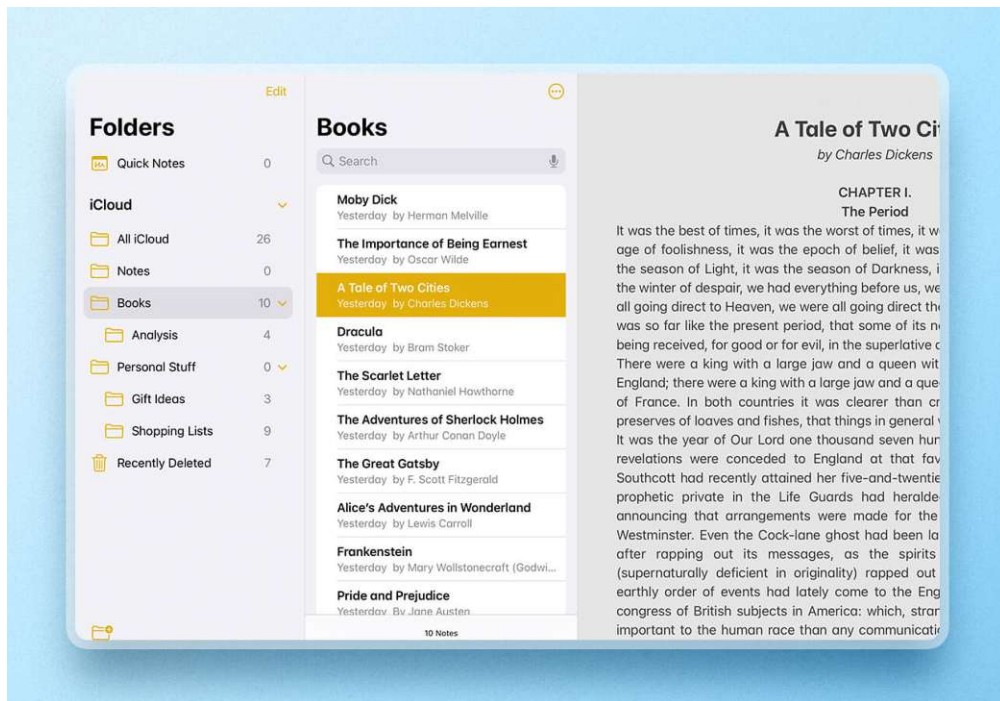 Edit
Folders
Quick Notes 0
iCloud
All iCloud 26
Notes 0
Books 10
Analysis 4
Personal Stuff 0
Gift Ideas 3
Shopping Lists 9
Recently Deleted 7
Books
Search
Moby Dick
Yesterday by Herman Melville
The Importance of Being Earnest
Yesterday by Oscar Wilde
A Tale of Two Cities
Yesterday by Charles Dickens
Dracula
Yesterday by Bram Stoker
The Scarlet Letter
Yesterday by Nathaniel Hawthorne
The Adventures of Sherlock Holmes
Yesterday by Arthur Conan Doyle
The Great Gatsby
Yesterday by F. Scott Fitzgerald
Alice's Adventures in Wonderland
Yesterday by Lewis Carroll
Frankenstein
Yesterday by Mary Wollstonecraft (Godwi...
Pride and Prejudice
Yesterday By Jane Austen
10 Notes
A Tale of Two Cit
by Charles Dickens
CHAPTER I.
The Period
It was the best of times, it was the worst of times, it w
age of foolishness, it was the epoch of belief, it was
the season of Light, it was the season of Darkness, i
the winter of despair, we had everything before us, we
all going direct to Heaven, we were all going direct th
was so far like the present period, that some of its n
being received, for good or for evil, in the superlative
There were a king with a large jaw and a queen wit
England; there were a king with a large jaw and a que
of France. In both countries it was clearer than cr
preserves of loaves and fishes, that things in general
It was the year of Our Lord one thousand seven hun
revelations were conceded to England at that fav
Southcott had recently attained her five-and-twentie
prophetic private in the Life Guards had heralde
announcing that arrangements were made for the
Westminster. Even the Cock-lane ghost had been la
after rapping out its messages, as the spirits
(supernaturally deficient in originality) rapped out
earthly order of events had lately come to the Eng
congress of British subjects in America: which, stran
important to the human race than any communicati